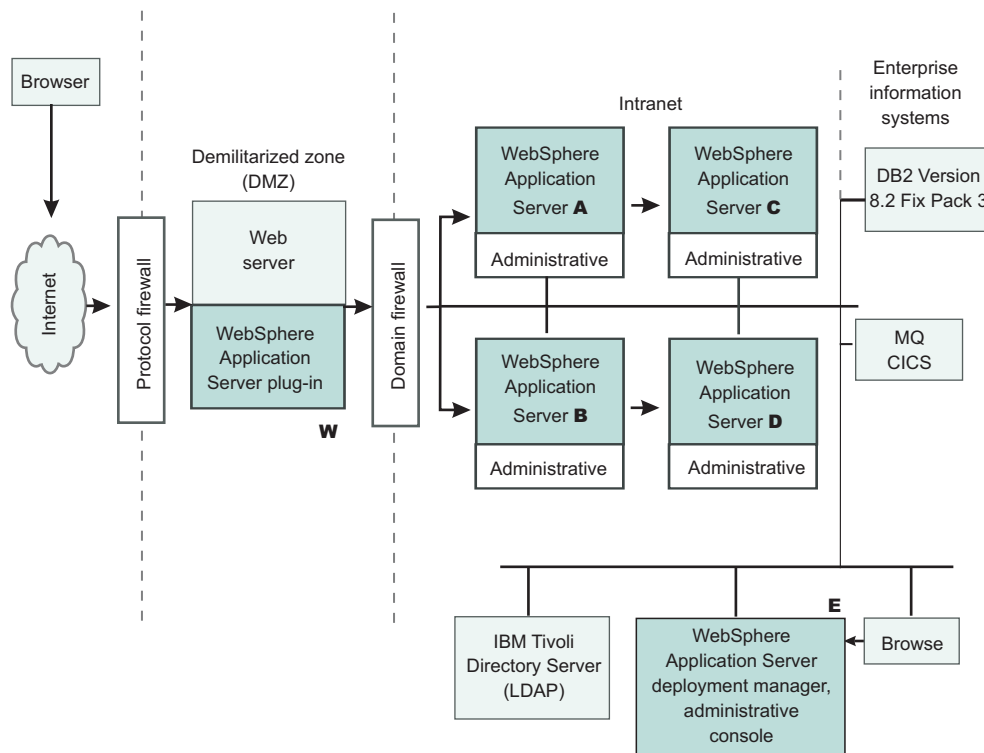 Browser
Internet
Protocol firewall
Demilitarized zone
(DMZ)
Web
server
WebSphere
Application
Server plug-in
W
Domain firewall
Intranet
WebSphere
Application
Server A
Administrative
WebSphere
Application
Server C
Administrative
WebSphere
Application
Server B
Administrative
WebSphere
Application
Server D
Administrative
Enterprise
information
systems
DB2 Version
8.2 Fix Pack 3
MQ
CICS
IBM Tivoli
Directory Server
(LDAP)
E
WebSphere
Application Server
deployment manager,
administrative
console
Browse